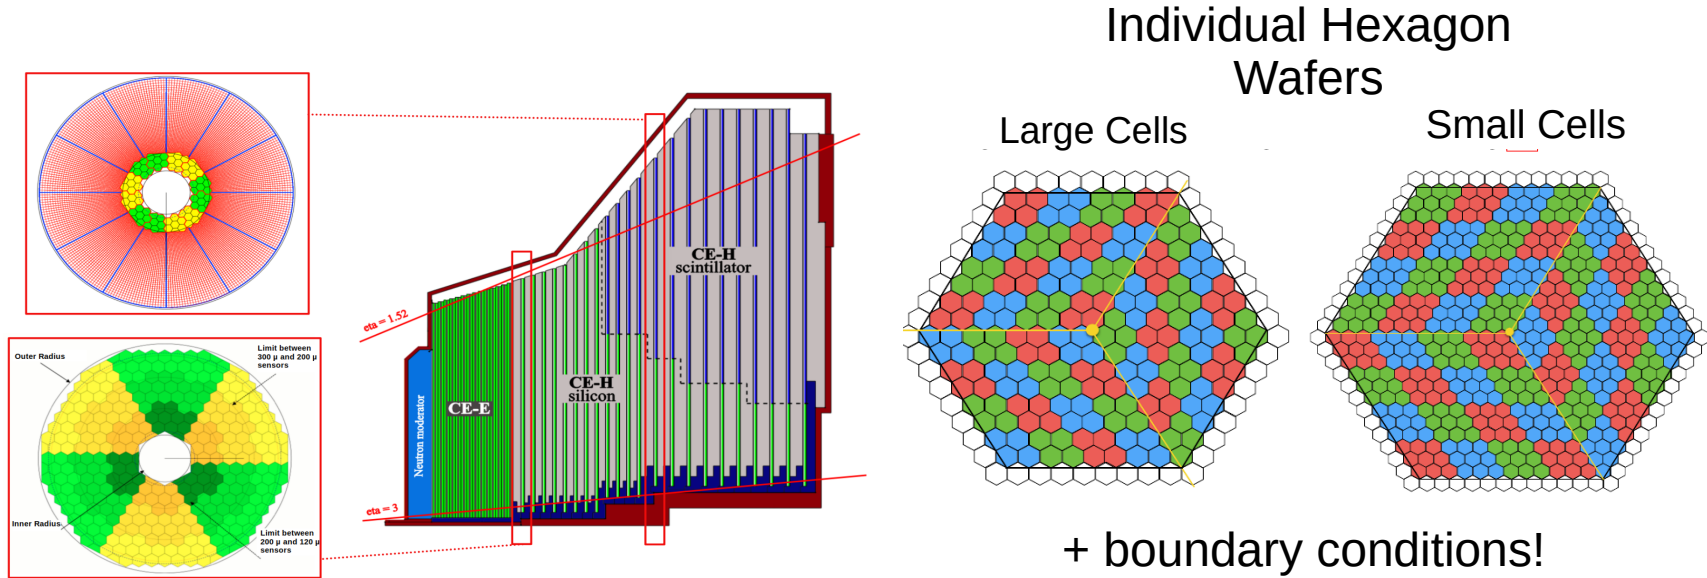 Individual Hexagon
Wafers
Large Cells
Small Cells
eta = 1.52
CE-H
scintillator
CE-H
silicon
CE-E
Neutron moderator
eta = 3
Outer Radius
Limit between
300 µ and 200 µ
sensors
Inner Radius
Limit between
200 µ and 120 µ
sensors
+ boundary conditions!